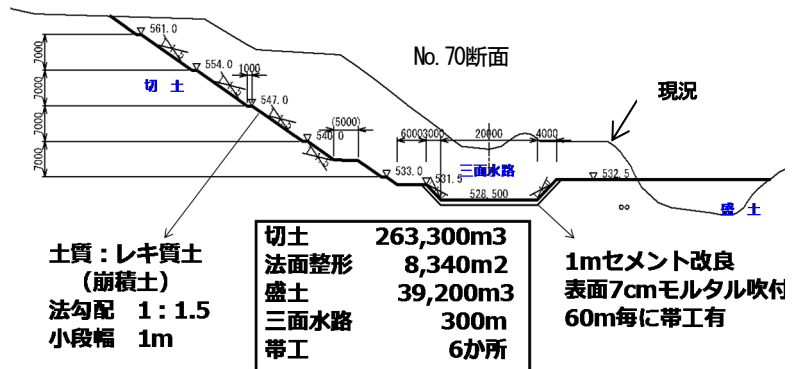 No.70断面
現況
561.0
554.0
547.0
540.0
533.0
531.5
532.5
528.500
7000
7000
7000
7000
1000
(5000)
6000
3000
20000
4000
切 土
三面水路
盛 土
土質：レキ質土
（崩積土）
法勾配 1：1.5
小段幅 1m
切土 263,300m3
法面整形 8,340m2
盛土 39,200m3
三面水路 300m
帯工 6か所
1mセメント改良
表面7cmモルタル吹付
60m毎に帯工有